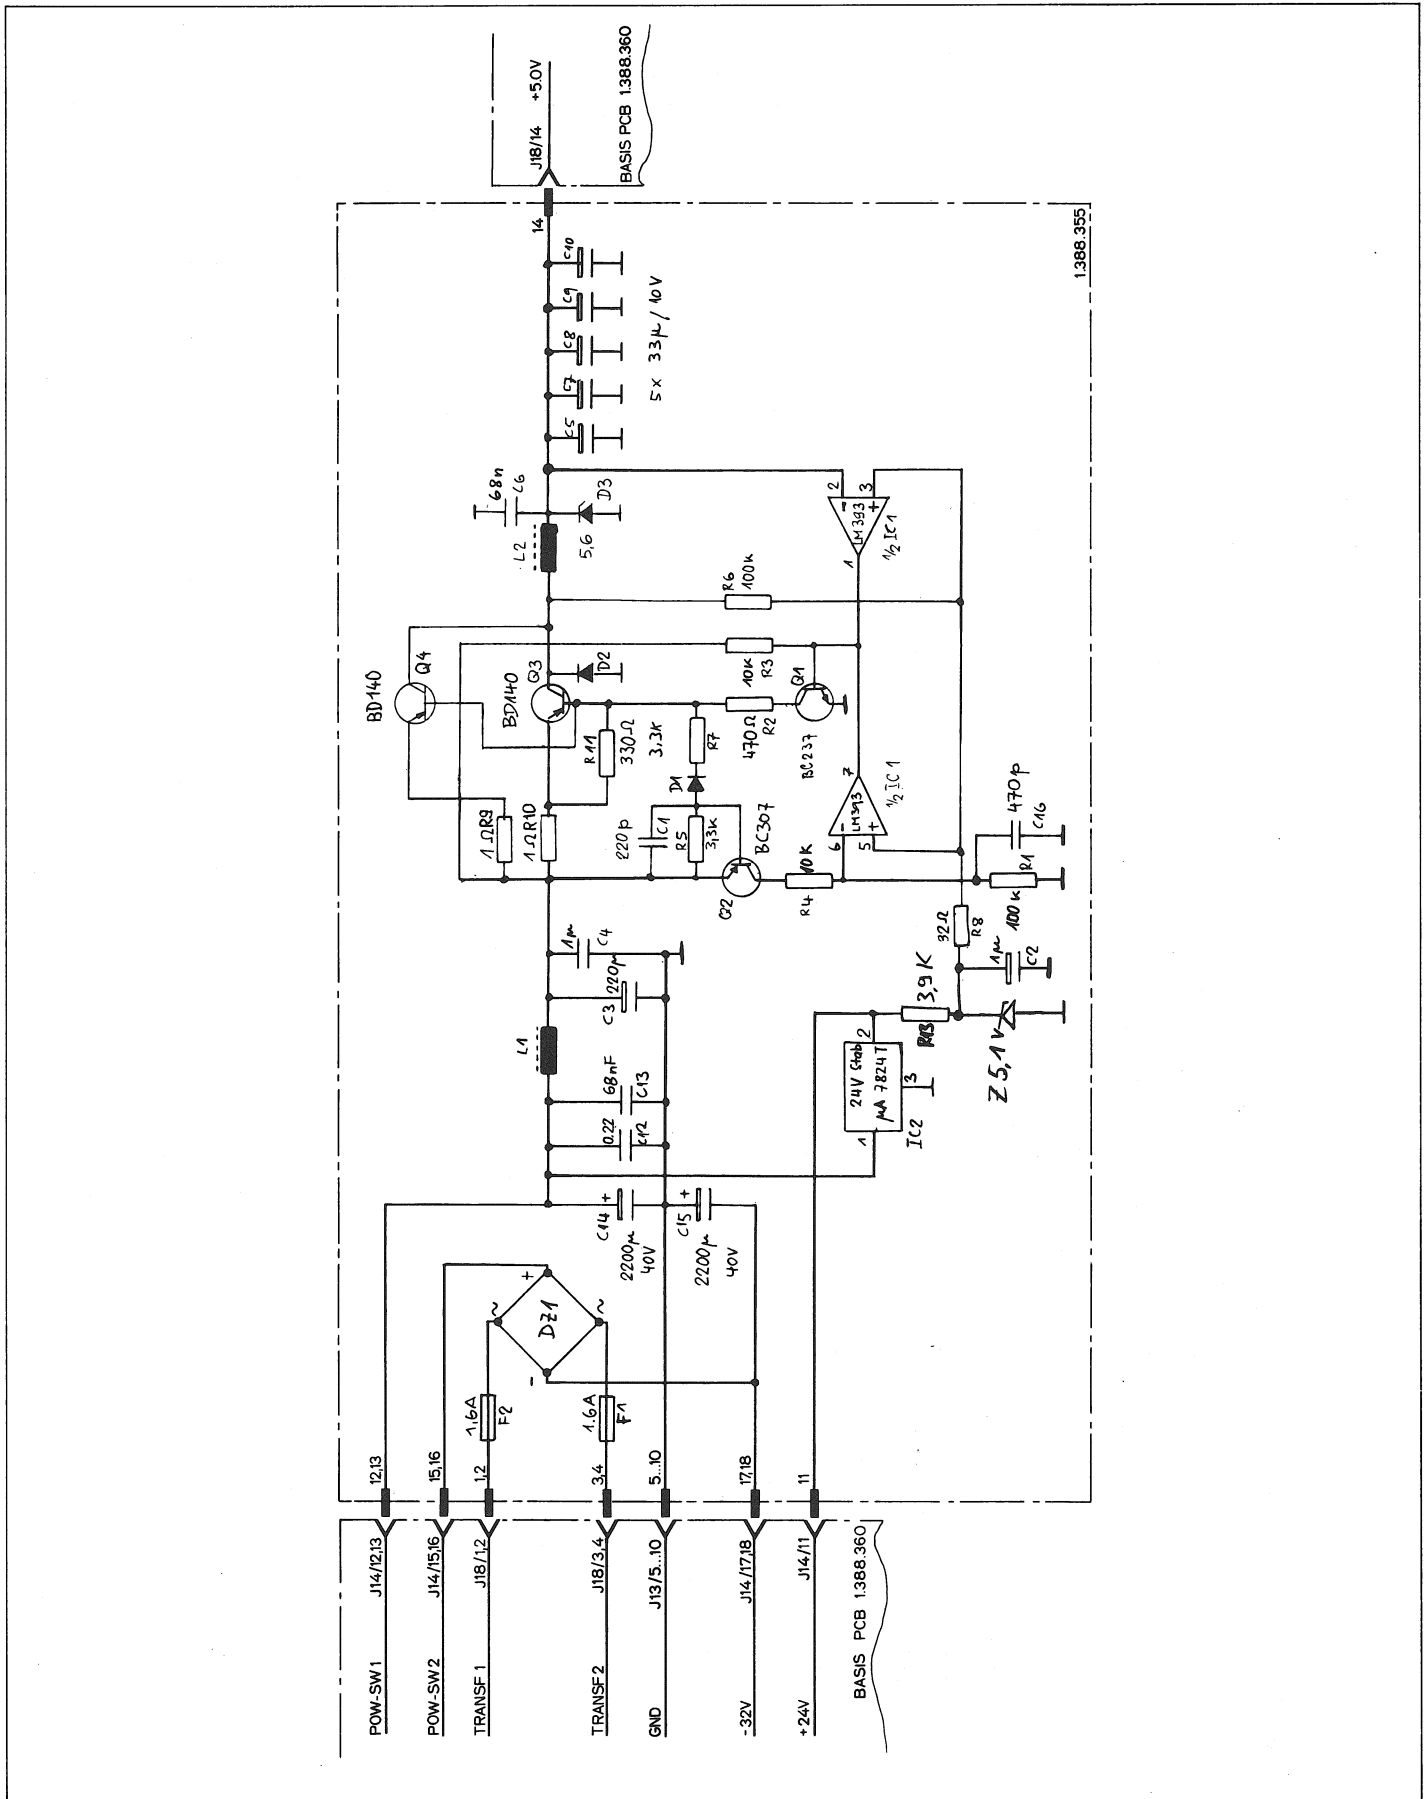 POW-SW1 J14/12,13 12,13
POW-SW2 J14/15,16 15,16
TRANSF 1 J18/1,2 1,2
TRANSF2 J18/3,4 3,4
GND J13/5...10 5...10
-32V J14/17,18 17,18
+24V J14/11 11
BASIS PCB 1.388.360
1,6A
F2
1.6A
F1
DZ1
+
-
~
~
C14 +
2200µ
40V
C15 +
2200µ
40V
0.22
C12
68nF
C13
L1
C3 220µ
1µ
C4
IC2
24V Stab
µA 7824T
1
2
3
R13 3,9K
Z 5,1V
1µ
C2
32Ω
R8
100K R1
470p
C16
1Ω R9
1Ω R10
220p
C1
R5
3,3K
Q2
BC307
R4
10K
D1
R7
3,3K
R11
330Ω
470Ω
R2
Q1
BC237
10K
R3
R6
100K
BD140
Q4
BD140
Q3
D2
6
5
7
-
+
LM393
½ IC1
2
3
1
-
+
LM393
½ IC1
L2
68n
C6
5,6
D3
C5
C7
C8
C9
C10
5x 33µ/10V
14
J18/14 +5.0V
BASIS PCB 1.388.360
1.388.355